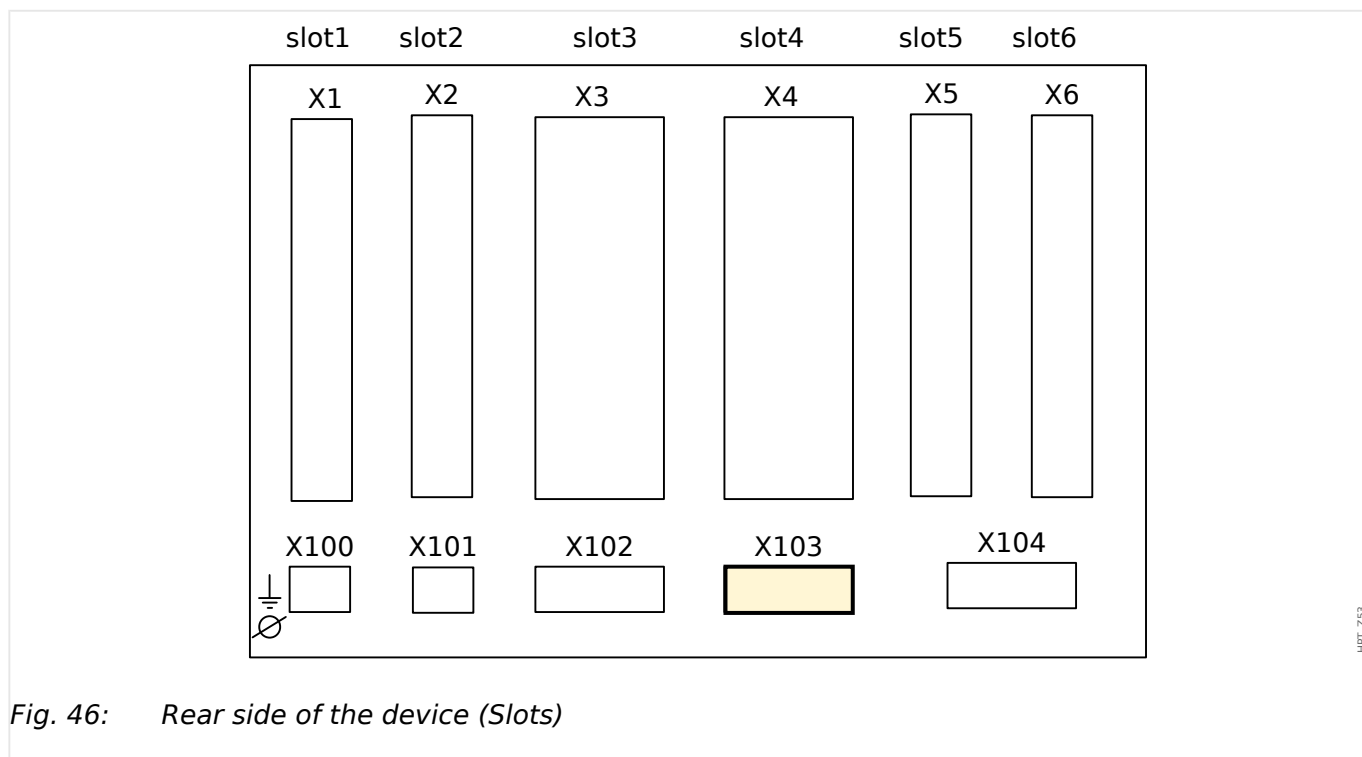 slot1 slot2 slot3 slot4 slot5 slot6
X1 X2 X3 X4 X5 X6
X100 X101 X102 X103 X104
HPT_Z53
Fig. 46: Rear side of the device (Slots)